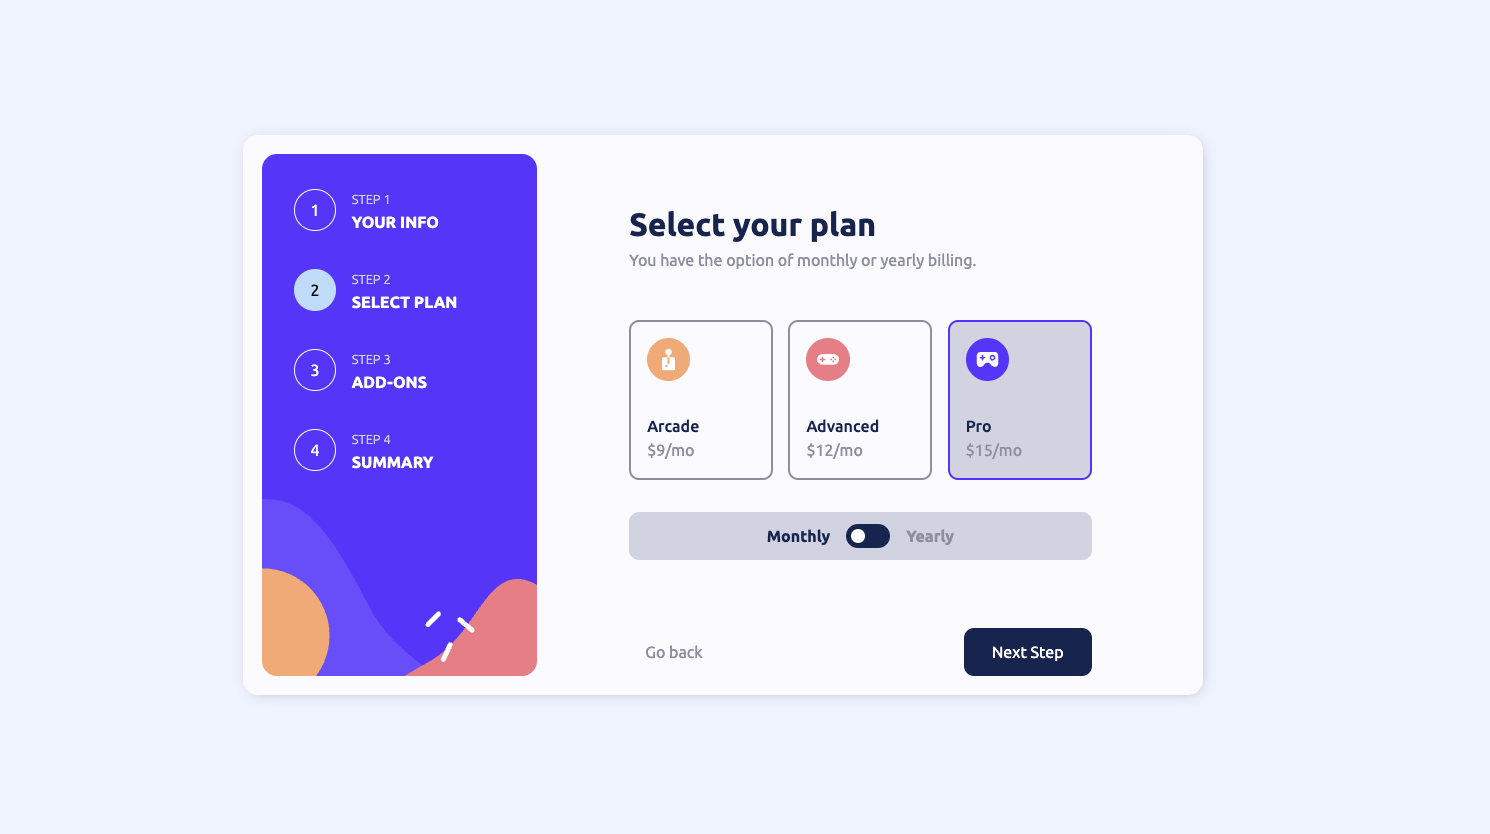 1
STEP 1
YOUR INFO
2
STEP 2
SELECT PLAN
3
STEP 3
ADD-ONS
4
STEP 4
SUMMARY
Select your plan
You have the option of monthly or yearly billing.
Arcade
$9/mo
Advanced
$12/mo
Pro
$15/mo
Monthly Yearly
Go back
Next Step